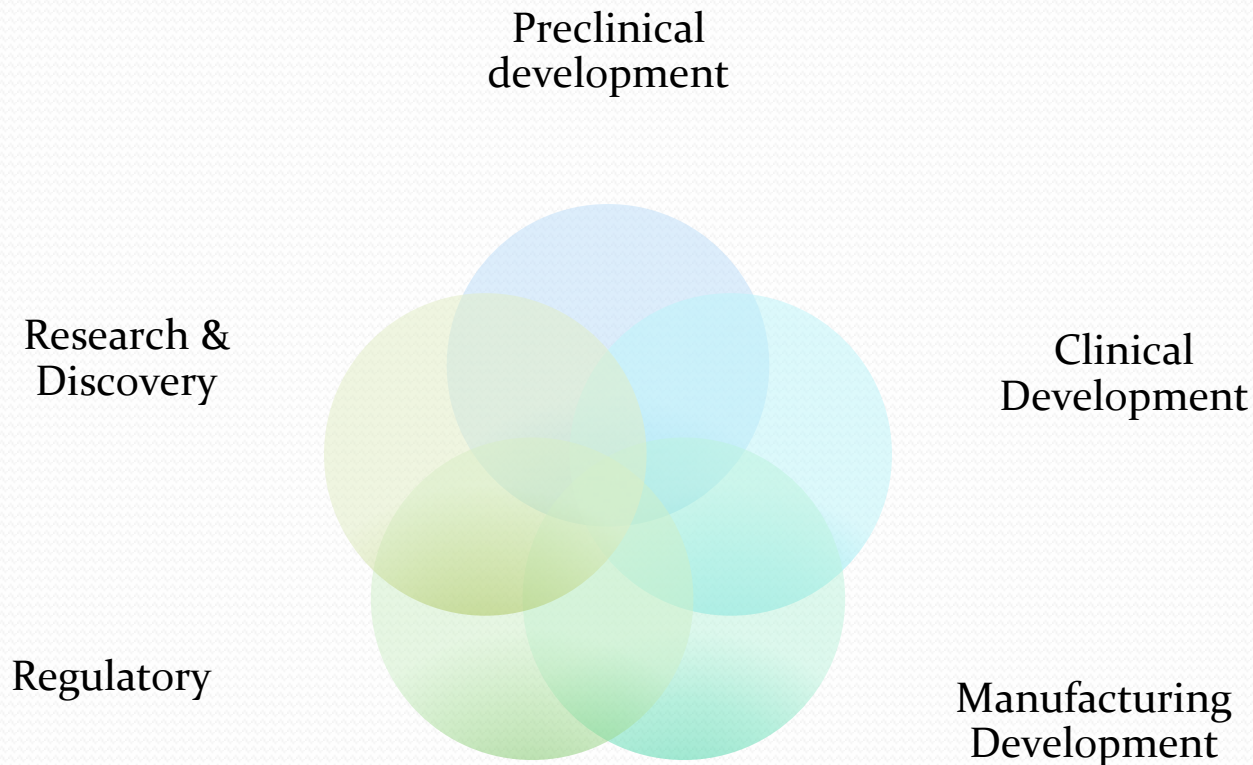 Preclinical
development
Research &
Discovery
Clinical
Development
Regulatory
Manufacturing
Development